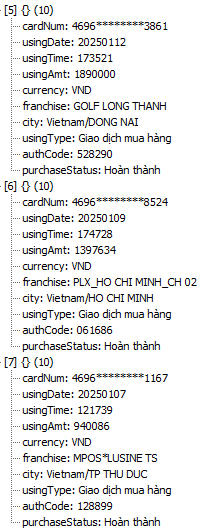 [5] {} (10)
cardNum: 4696********3861
usingDate: 20250112
usingTime: 173521
usingAmt: 1890000
currency: VND
franchise: GOLF LONG THANH
city: Vietnam/DONG NAI
usingType: Giao dịch mua hàng
authCode: 528290
purchaseStatus: Hoàn thành
[6] {} (10)
cardNum: 4696********8524
usingDate: 20250109
usingTime: 174728
usingAmt: 1397634
currency: VND
franchise: PLX_HO CHI MINH_CH 02
city: Vietnam/HO CHI MINH
usingType: Giao dịch mua hàng
authCode: 061686
purchaseStatus: Hoàn thành
[7] {} (10)
cardNum: 4696********1167
usingDate: 20250107
usingTime: 121739
usingAmt: 940086
currency: VND
franchise: MPOS*LUSINE TS
city: Vietnam/TP THU DUC
usingType: Giao dịch mua hàng
authCode: 128899
purchaseStatus: Hoàn thành